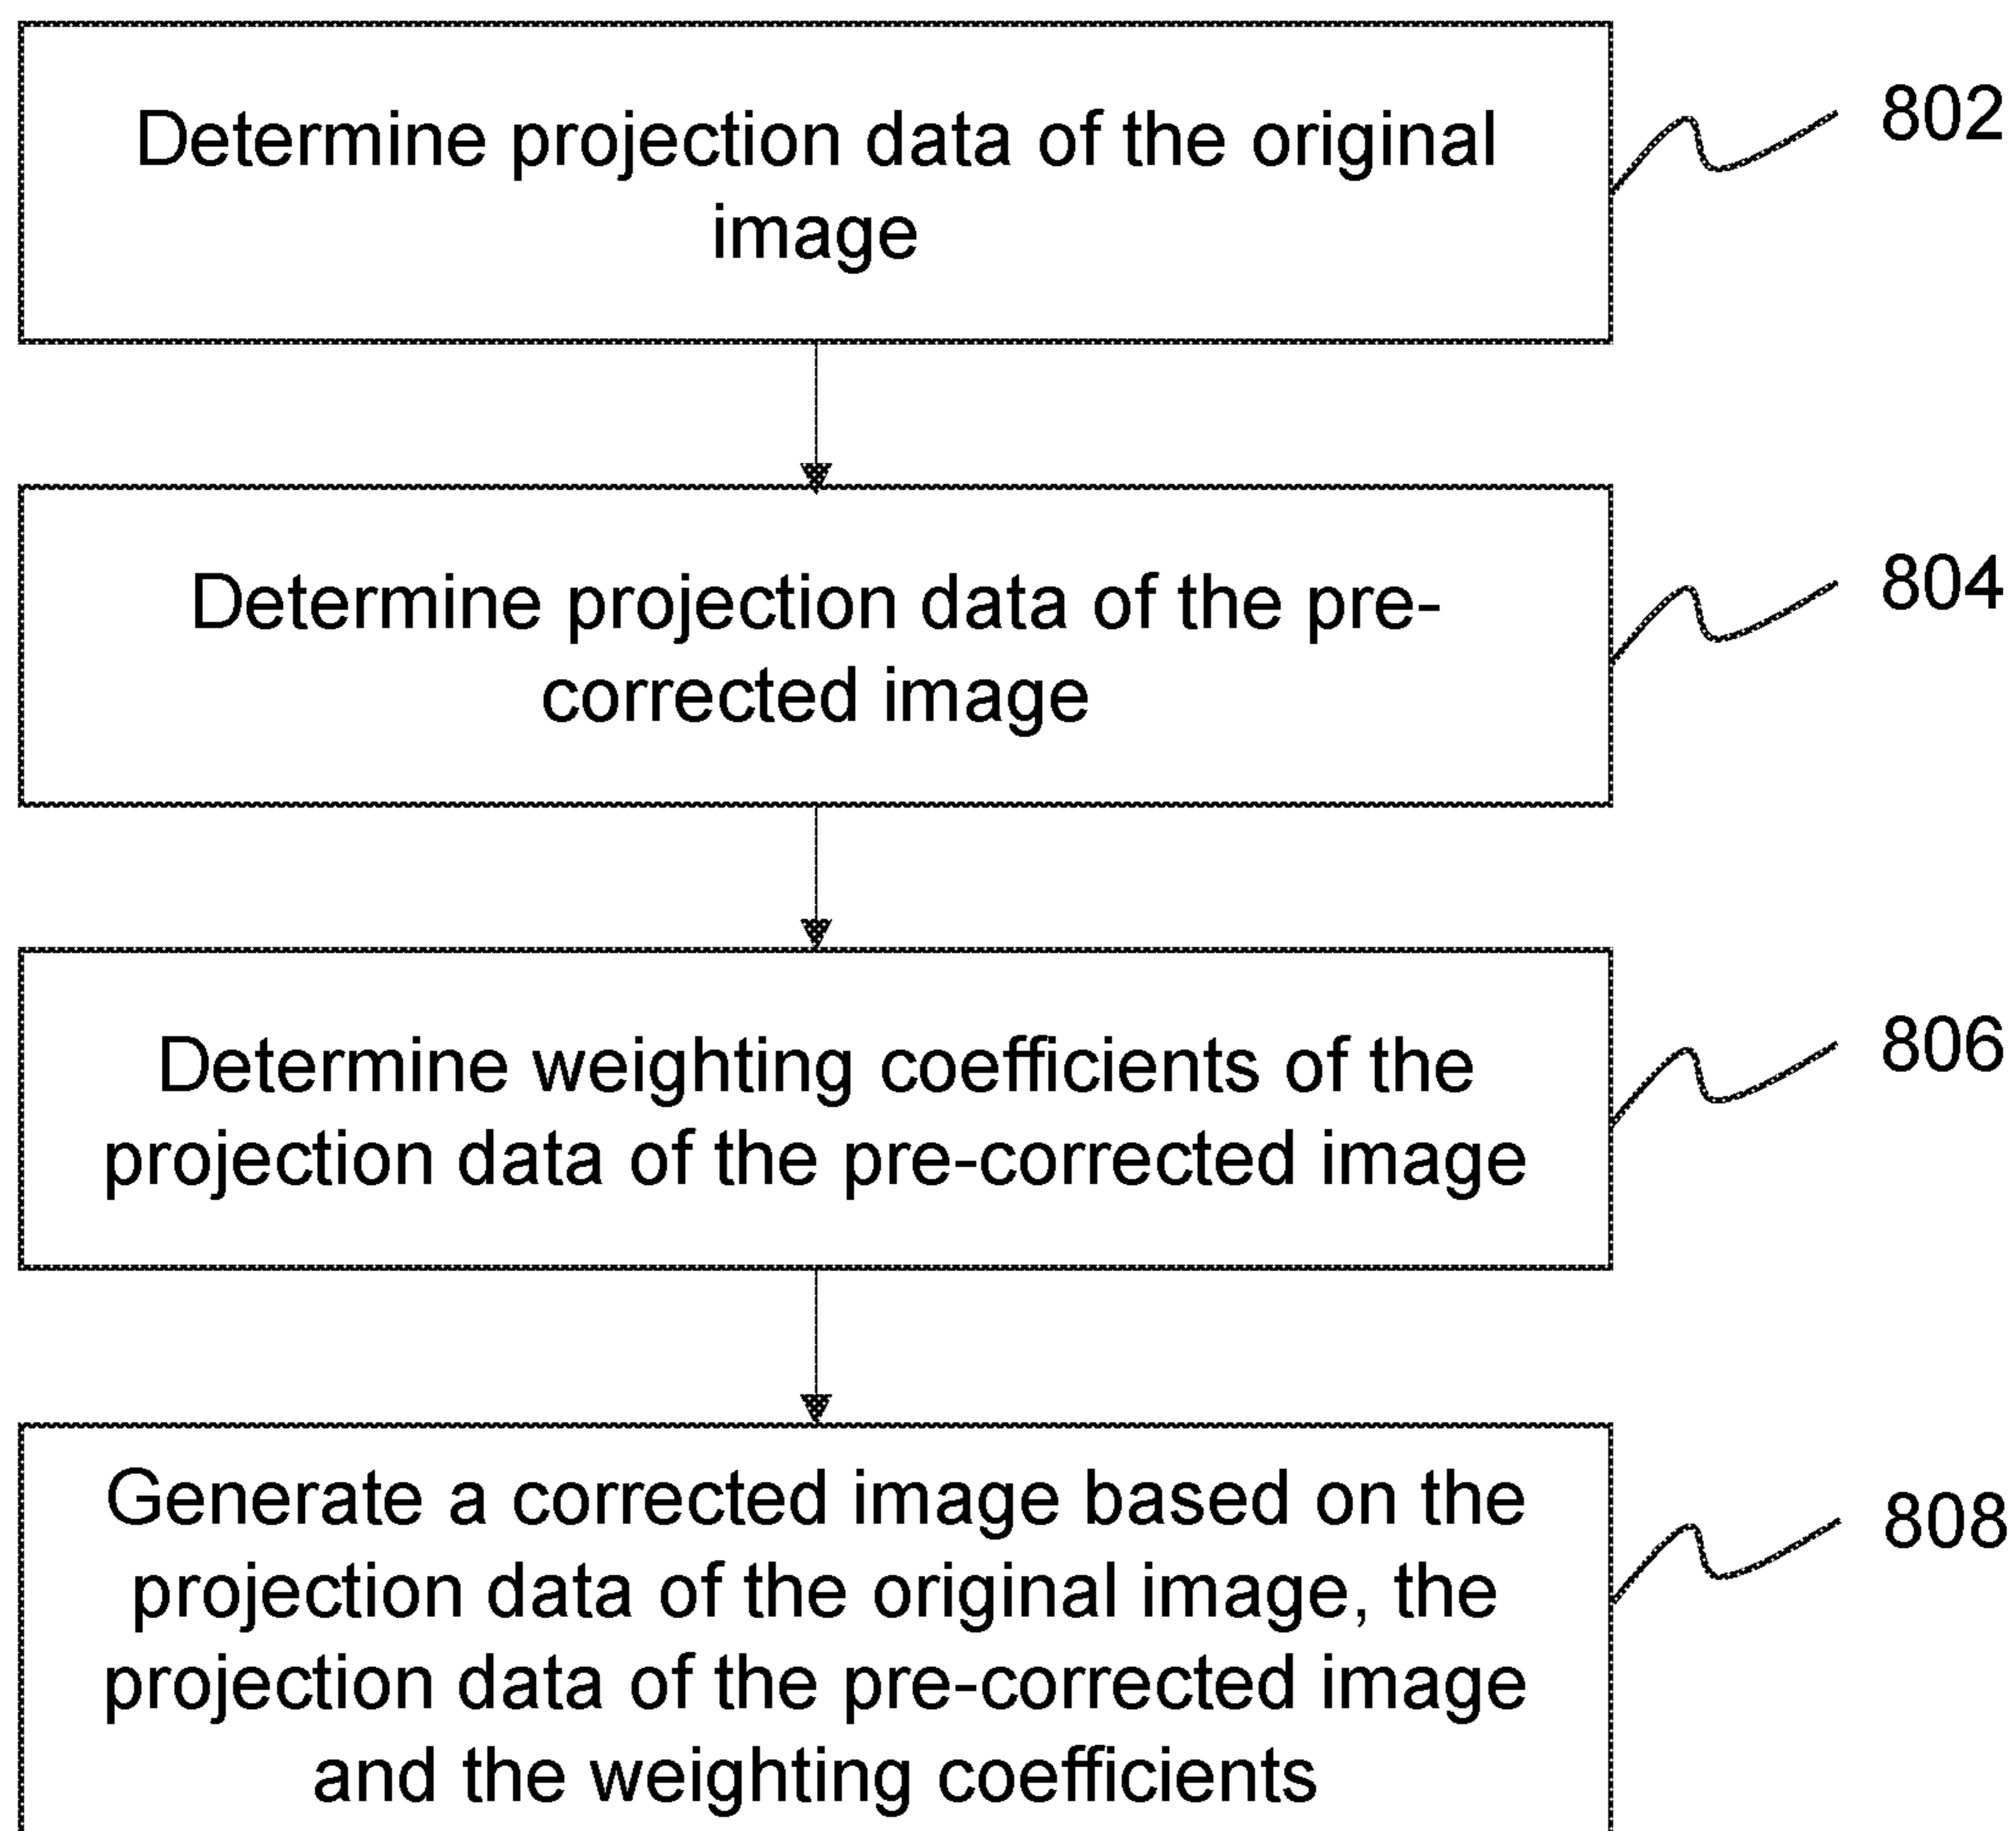 Determine projection data of the original
image
802
Determine projection data of the pre-
corrected image
804
Determine weighting coefficients of the
projection data of the pre-corrected image
806
Generate a corrected image based on the
projection data of the original image, the
projection data of the pre-corrected image
and the weighting coefficients
808